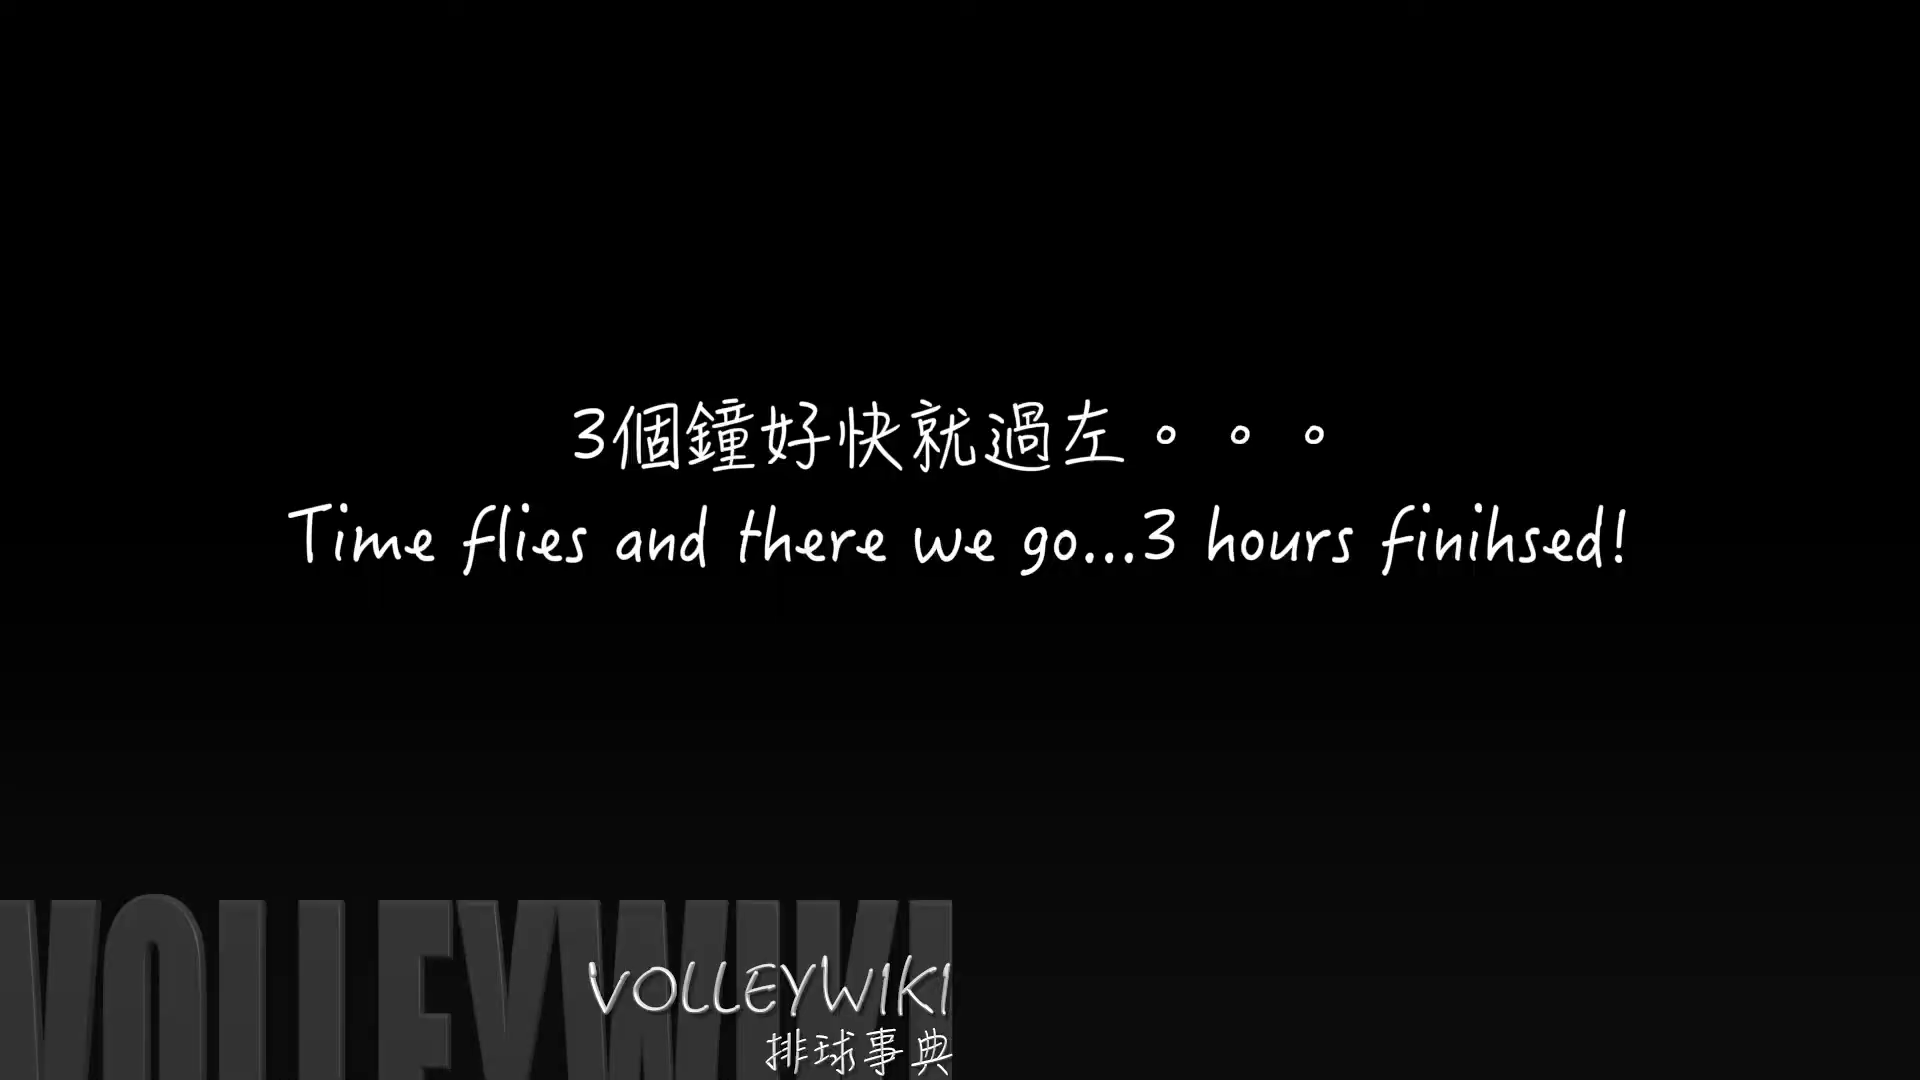 3個鐘好快就過左。。。
Time flies and there we go...3 hours finihsed!
VOLLEYWIKI
VOLLEYWIKI
排球事典